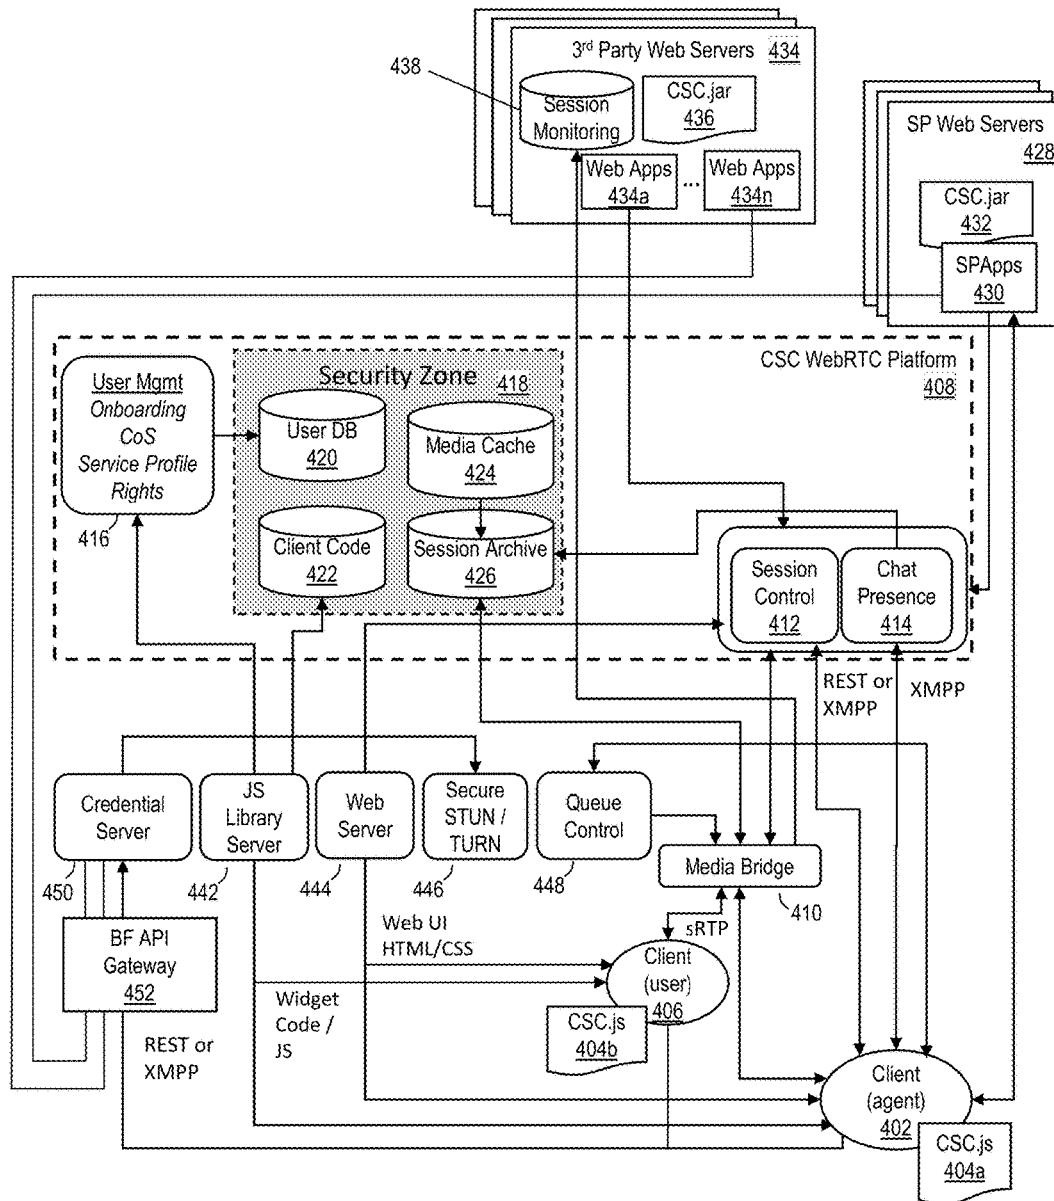 3rd Party Web Servers 434
438
Session
Monitoring
CSC.jar
436
Web Apps
434a
...
Web Apps
434n
SP Web Servers
428
CSC.jar
432
SPApps
430
CSC WebRTC Platform
408
User Mgmt
Onboarding
CoS
Service Profile
Rights
416
Security Zone
418
User DB
420
Media Cache
424
Client Code
422
Session Archive
426
Session
Control
412
Chat
Presence
414
REST or
XMPP
XMPP
Credential
Server
450
JS
Library
Server
442
Web
Server
444
Secure
STUN /
TURN
446
Queue
Control
448
Media Bridge
410
BF API
Gateway
452
Web UI
HTML/CSS
sRTP
Client
(user)
406
CSC.js
404b
Widget
Code /
JS
REST or
XMPP
Client
(agent)
402
CSC.js
404a